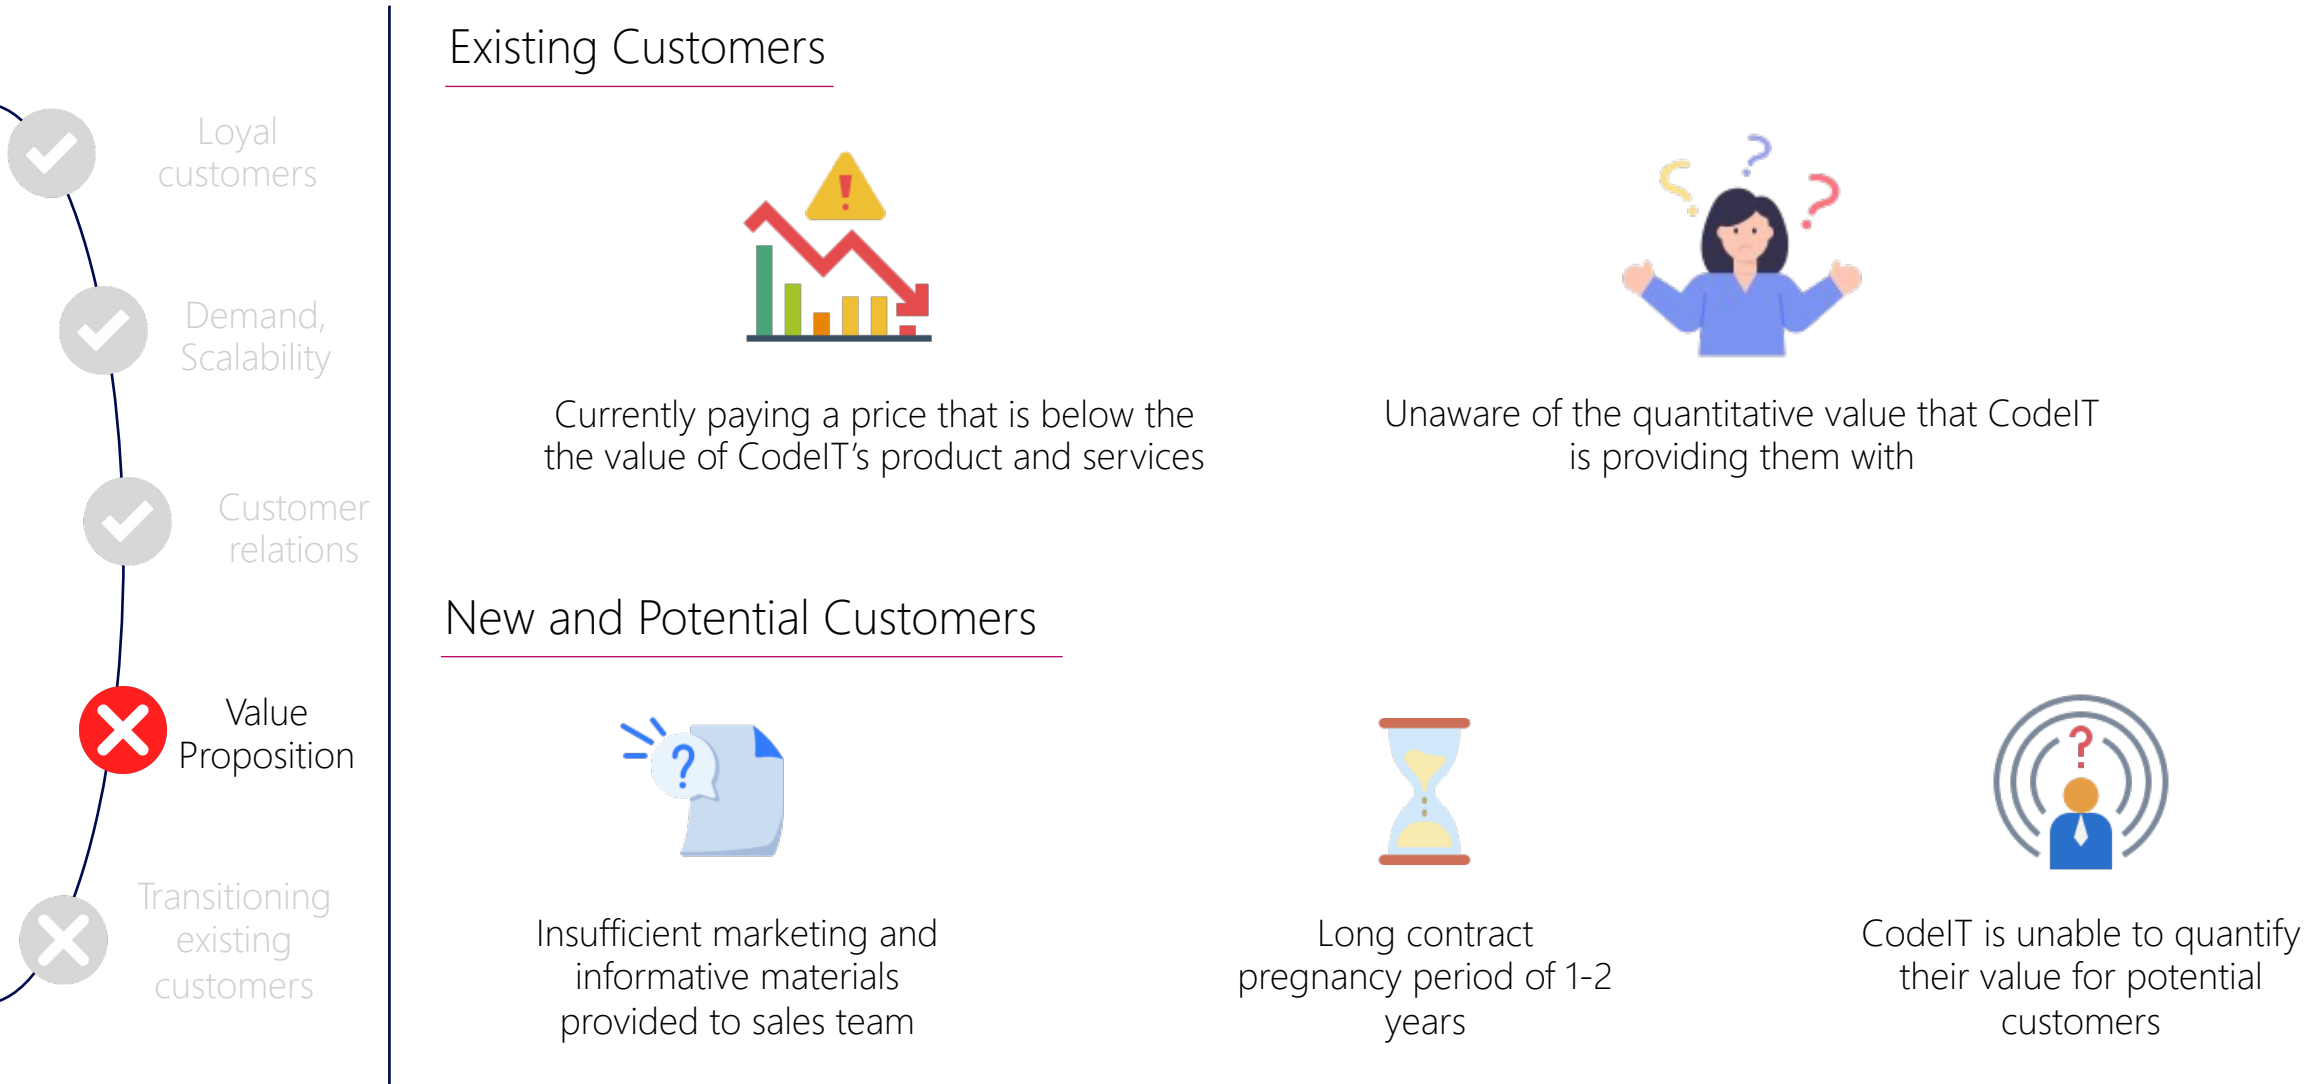 Loyal
customers
Demand,
Scalability
Customer
relations
Value
Proposition
Transitioning
existing
customers
Existing Customers
Currently paying a price that is below the
the value of CodeIT’s product and services
Unaware of the quantitative value that CodeIT
is providing them with
New and Potential Customers
Insufficient marketing and
informative materials
provided to sales team
Long contract
pregnancy period of 1-2
years
CodeIT is unable to quantify
their value for potential
customers